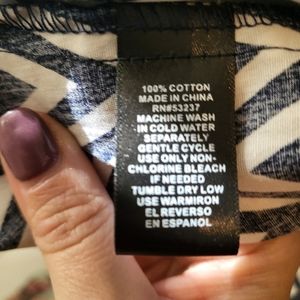 100% COTTON
MADE IN CHINA
RN#53237
MACHINE WASH
IN COLD WATER
SEPARATELY
GENTLE CYCLE
USE ONLY NON-
CHLORINE BLEACH
IF NEEDED
TUMBLE DRY LOW
USE WARMIRON
EL REVERSO
EN ESPANOL